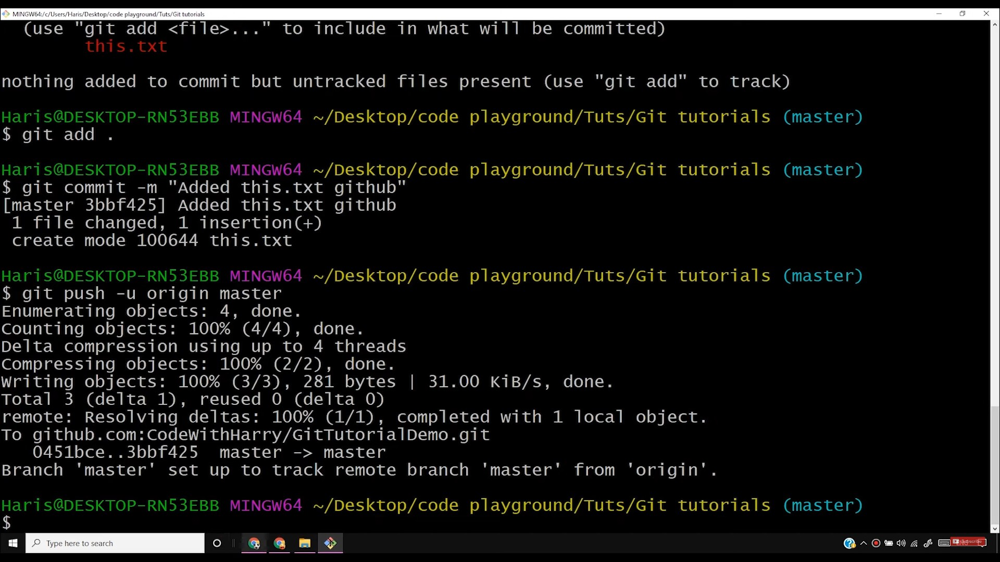 MINGW64:/c/Users/Haris/Desktop/code playground/Tuts/Git tutorials
(use "git add <file>..." to include in what will be committed)
this.txt
nothing added to commit but untracked files present (use "git add" to track)
Haris@DESKTOP-RN53EBB MINGW64 ~/Desktop/code playground/Tuts/Git tutorials (master)
$ git add .
Haris@DESKTOP-RN53EBB MINGW64 ~/Desktop/code playground/Tuts/Git tutorials (master)
$ git commit -m "Added this.txt github"
[master 3bbf425] Added this.txt github
1 file changed, 1 insertion(+)
create mode 100644 this.txt
Haris@DESKTOP-RN53EBB MINGW64 ~/Desktop/code playground/Tuts/Git tutorials (master)
$ git push -u origin master
Enumerating objects: 4, done.
Counting objects: 100% (4/4), done.
Delta compression using up to 4 threads
Compressing objects: 100% (2/2), done.
Writing objects: 100% (3/3), 281 bytes | 31.00 KiB/s, done.
Total 3 (delta 1), reused 0 (delta 0)
remote: Resolving deltas: 100% (1/1), completed with 1 local object.
To github.com:CodeWithHarry/GitTutorialDemo.git
0451bce..3bbf425  master -> master
Branch 'master' set up to track remote branch 'master' from 'origin'.
Haris@DESKTOP-RN53EBB MINGW64 ~/Desktop/code playground/Tuts/Git tutorials (master)
$
Type here to search
Subscribe